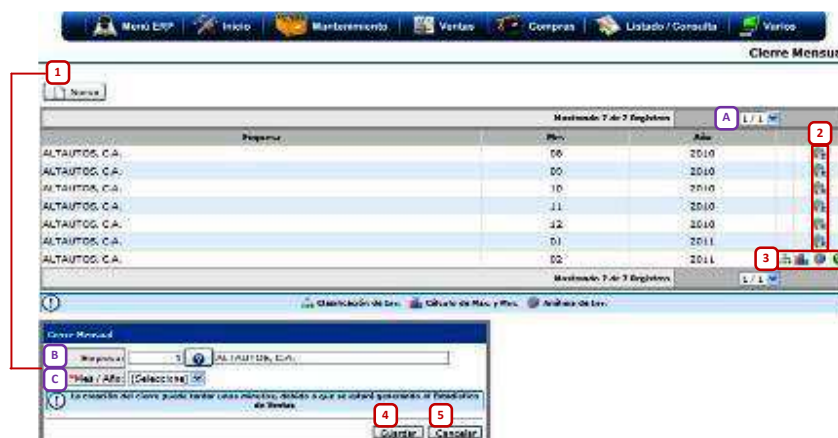 Menú ERP Inicio Mantenimiento Ventas Compras Listado / Consulta Varios
Cierre Mensua
1
Nuevo
Mostrando 7 de 7 Registros A 1 / 1
2
Empresa Mes Año
ALTAUTOS, C.A. 08 2010
ALTAUTOS, C.A. 09 2010
ALTAUTOS, C.A. 10 2010
ALTAUTOS, C.A. 11 2010
ALTAUTOS, C.A. 12 2010
ALTAUTOS, C.A. 01 2011
ALTAUTOS, C.A. 02 2011 3
Mostrando 7 de 7 Registros 1 / 1
Clasificación de Inv. Cálculo de Max. y Min. Análisis de Inv.
Cierre Mensual
B Empresa: 1 ALTAUTOS, C.A.
C *Mes / Año: [Seleccione]
La creación del cierre puede tardar unos minutos, debido a que se estará generando el Estadístico
de Ventas
4 5
Guardar Cancelar